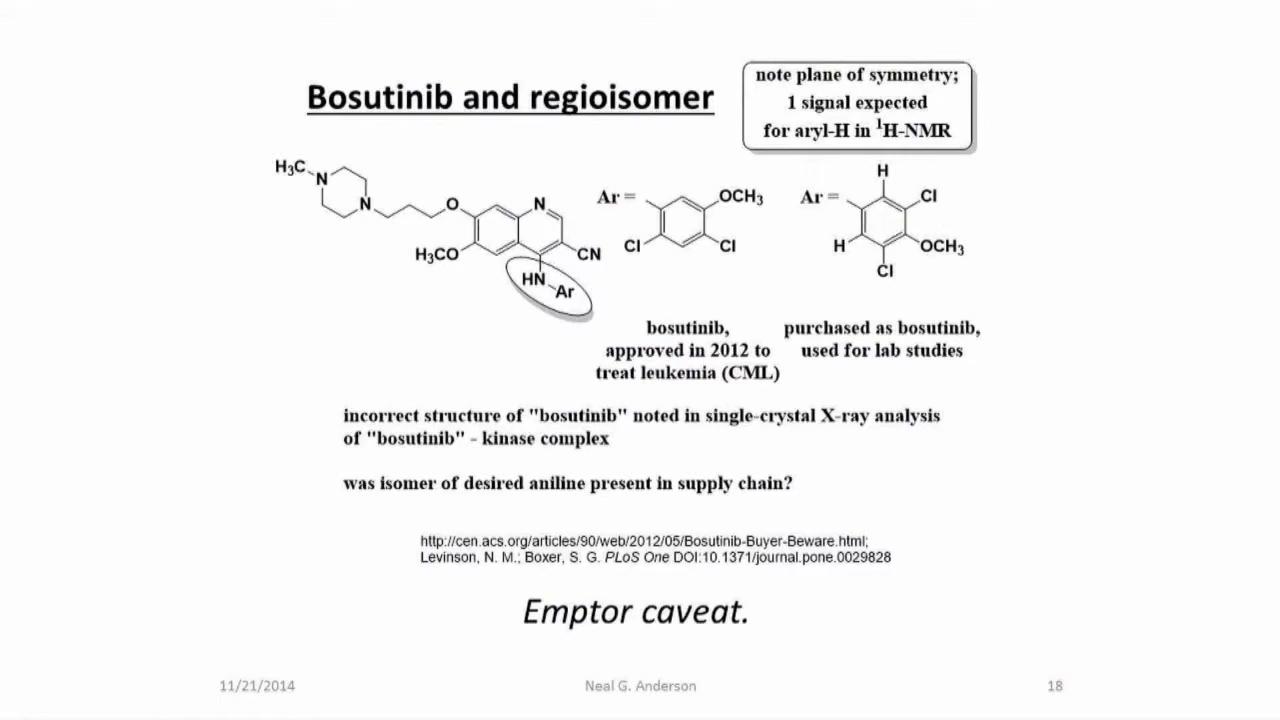 Bosutinib and regioisomer
note plane of symmetry;
1 signal expected
for aryl-H in ¹H-NMR
H₃C
N
N
O
H₃CO
N
CN
HN
Ar
Ar =
OCH₃
Cl
Cl
Ar =
H
Cl
H
OCH₃
Cl
bosutinib,
approved in 2012 to
treat leukemia (CML)
purchased as bosutinib,
used for lab studies
incorrect structure of "bosutinib" noted in single-crystal X-ray analysis
of "bosutinib" - kinase complex
was isomer of desired aniline present in supply chain?
http://cen.acs.org/articles/90/web/2012/05/Bosutinib-Buyer-Beware.html;
Levinson, N. M.; Boxer, S. G. PLoS One DOI:10.1371/journal.pone.0029828
Emptor caveat.
11/21/2014
Neal G. Anderson
18